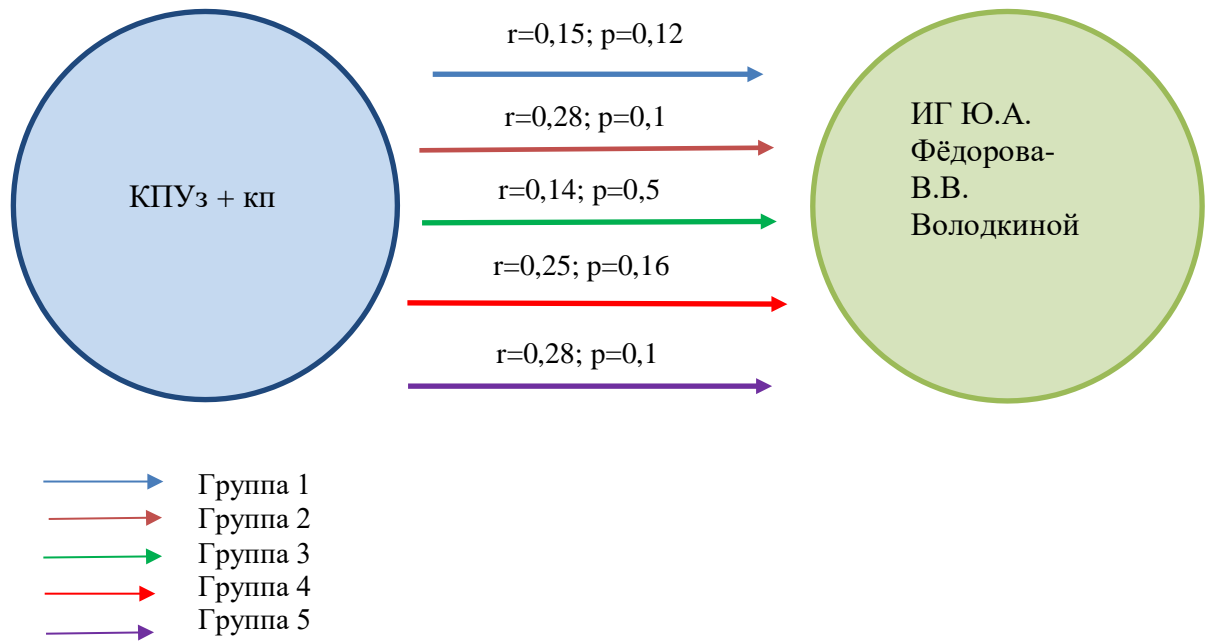 r=0,15; p=0,12
r=0,28; p=0,1
r=0,14; p=0,5
r=0,25; p=0,16
r=0,28; p=0,1
КПУз + кп
ИГ Ю.А.
Фёдорова-
В.В.
Володкиной
Группа 1
Группа 2
Группа 3
Группа 4
Группа 5